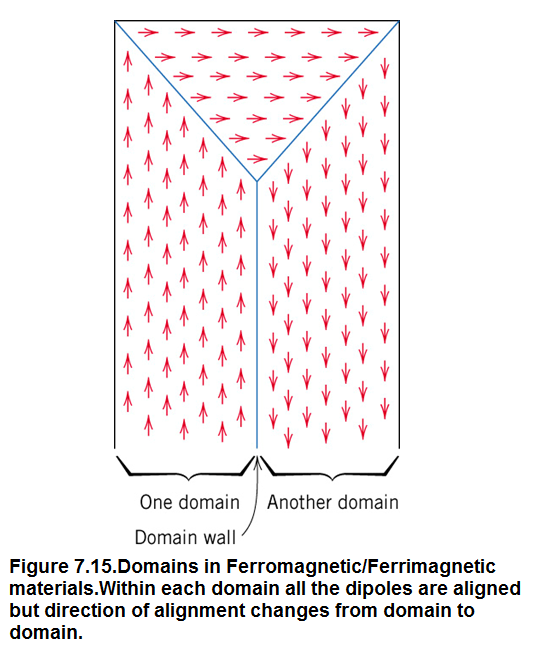 One domain
Another domain
Domain wall
Figure 7.15.Domains in Ferromagnetic/Ferrimagnetic
materials.Within each domain all the dipoles are aligned
but direction of alignment changes from domain to
domain.